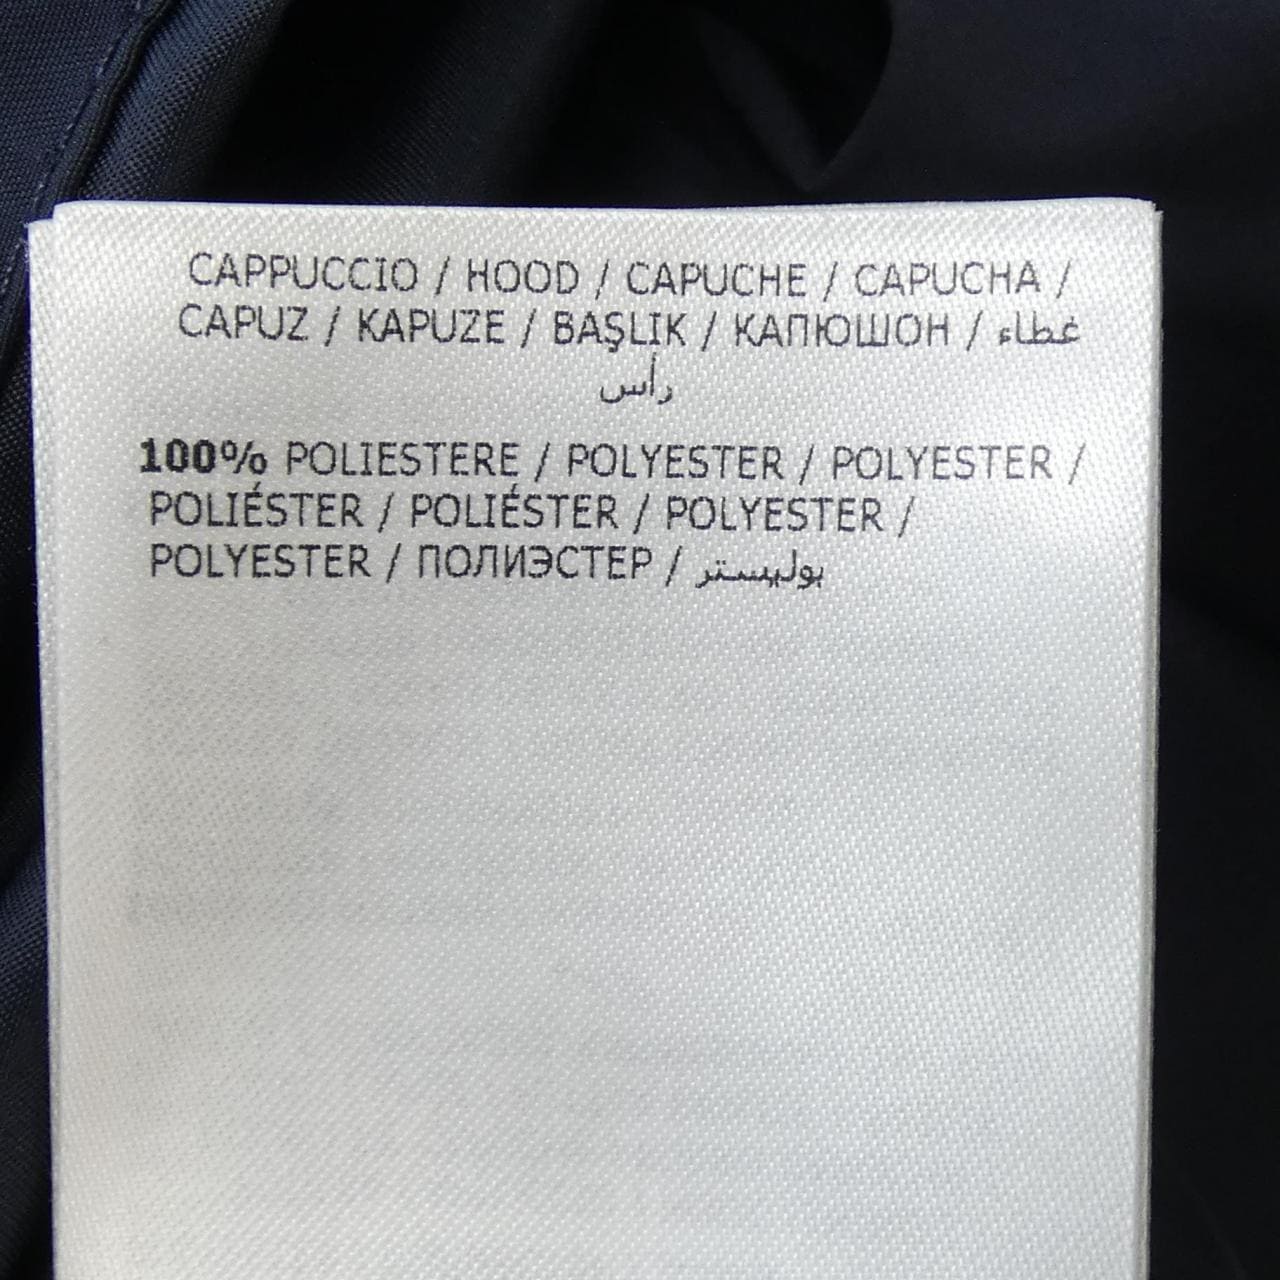 CAPPUCCIO / HOOD / CAPUCHE / CAPUCHA /
CAPUZ / KAPUZE / BAŞLIK / КАПЮШОН / غطاء
رأس
100% POLIESTERE / POLYESTER / POLYESTER /
POLIÉSTER / POLIÉSTER / POLYESTER /
POLYESTER / ПОЛИЭСТЕР / بوليستر